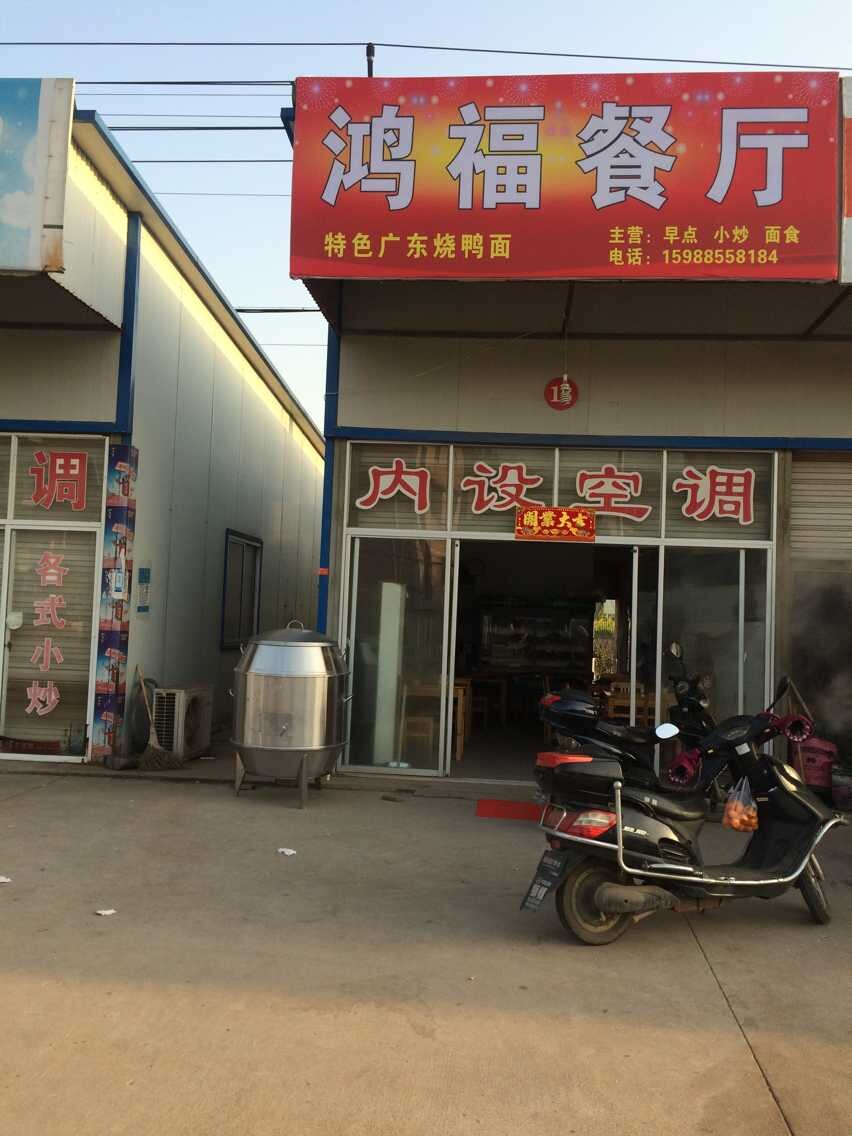 鸿福餐厅
特色广东烧鸭面
主营：早点 小炒 面食
电话：15988558184
内设空调
開業大吉
调
各式小炒